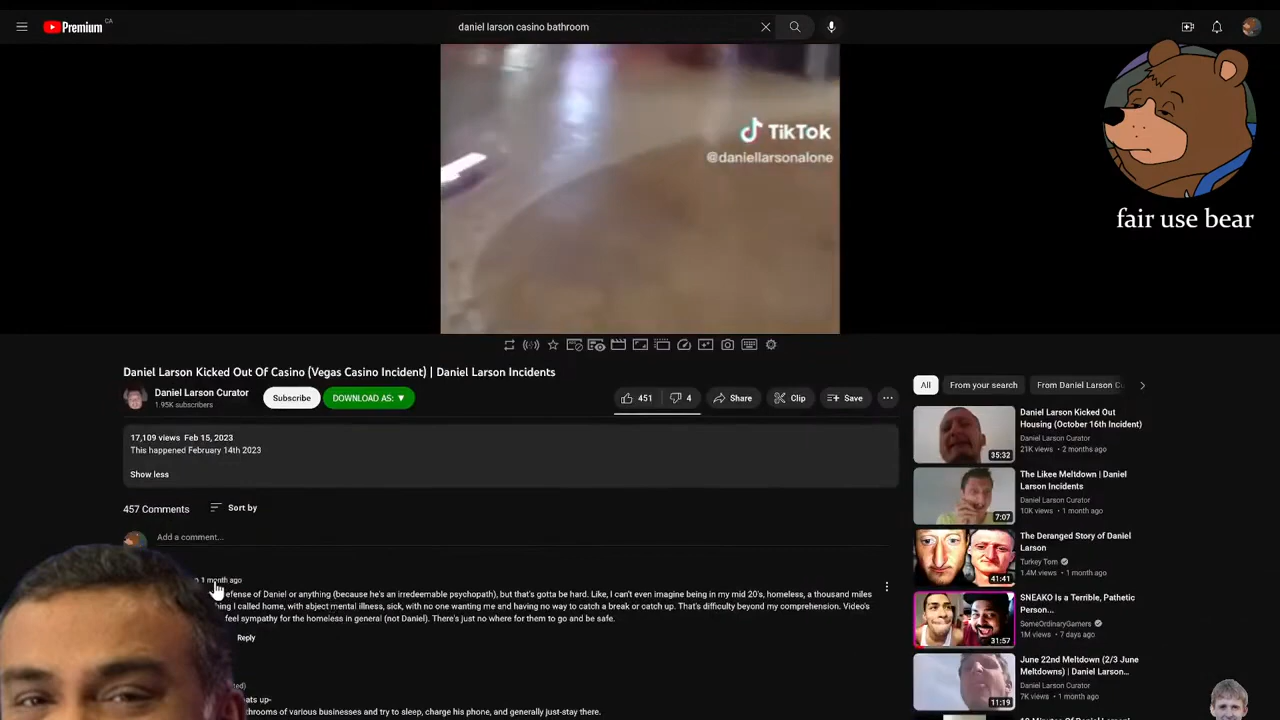 Premium CA
daniel larson casino bathroom
TikTok
@daniellarsonalone
fair use bear
Daniel Larson Kicked Out Of Casino (Vegas Casino Incident) | Daniel Larson Incidents
Daniel Larson Curator
1.95K subscribers
Subscribe
DOWNLOAD AS: ▼
451
4
Share
Clip
Save
17,109 views Feb 15, 2023
This happened February 14th 2023
Show less
457 Comments
Sort by
Add a comment...
1 month ago
efense of Daniel or anything (because he's an irredeemable psychopath), but that's gotta be hard. Like, I can't even imagine being in my mid 20's, homeless, a thousand miles
ing I called home, with abject mental illness, sick, with no one wanting me and having no way to catch a break or catch up. That's difficulty beyond my comprehension. Video's
feel sympathy for the homeless in general (not Daniel). There's just no where for them to go and be safe.
Reply
throoms of various businesses and try to sleep, charge his phone, and generally just-stay there.
All
From your search
From Daniel Larson Cu
Daniel Larson Kicked Out
Housing (October 16th Incident)
Daniel Larson Curator
21K views • 2 months ago
35:32
The Likee Meltdown | Daniel
Larson Incidents
Daniel Larson Curator
10K views • 1 month ago
7:07
The Deranged Story of Daniel
Larson
Turkey Tom
1.4M views • 1 month ago
41:41
SNEAKO Is a Terrible, Pathetic
Person...
SomeOrdinaryGamers
1M views • 7 days ago
31:57
June 22nd Meltdown (2/3 June
Meltdowns) | Daniel Larson...
Daniel Larson Curator
7K views • 1 month ago
11:19